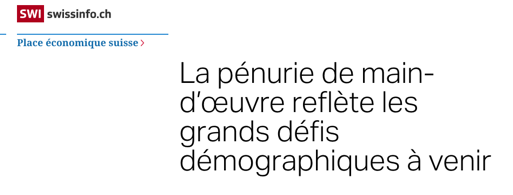 SWI swissinfo.ch
Place économique suisse >
La pénurie de main-
d’œuvre reflète les
grands défis
démographiques à venir